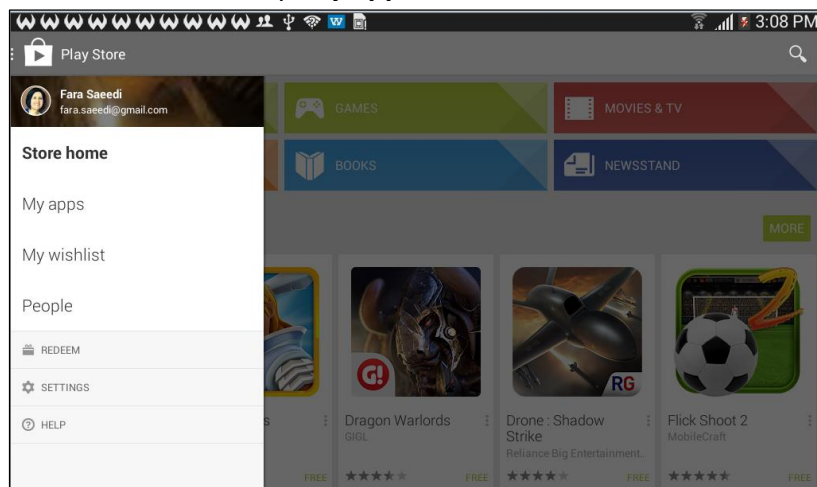 3:08 PM
Play Store
Fara Saeedi
fara.saeedi@gmail.com
Store home
My apps
My wishlist
People
REDEEM
SETTINGS
HELP
GAMES
MOVIES & TV
BOOKS
NEWSSTAND
MORE
G!
RG
2
s
Dragon Warlords
GIGL
FREE
Drone : Shadow
Strike
Reliance Big Entertainment.
FREE
Flick Shoot 2
MobileCraft
FREE
FREE